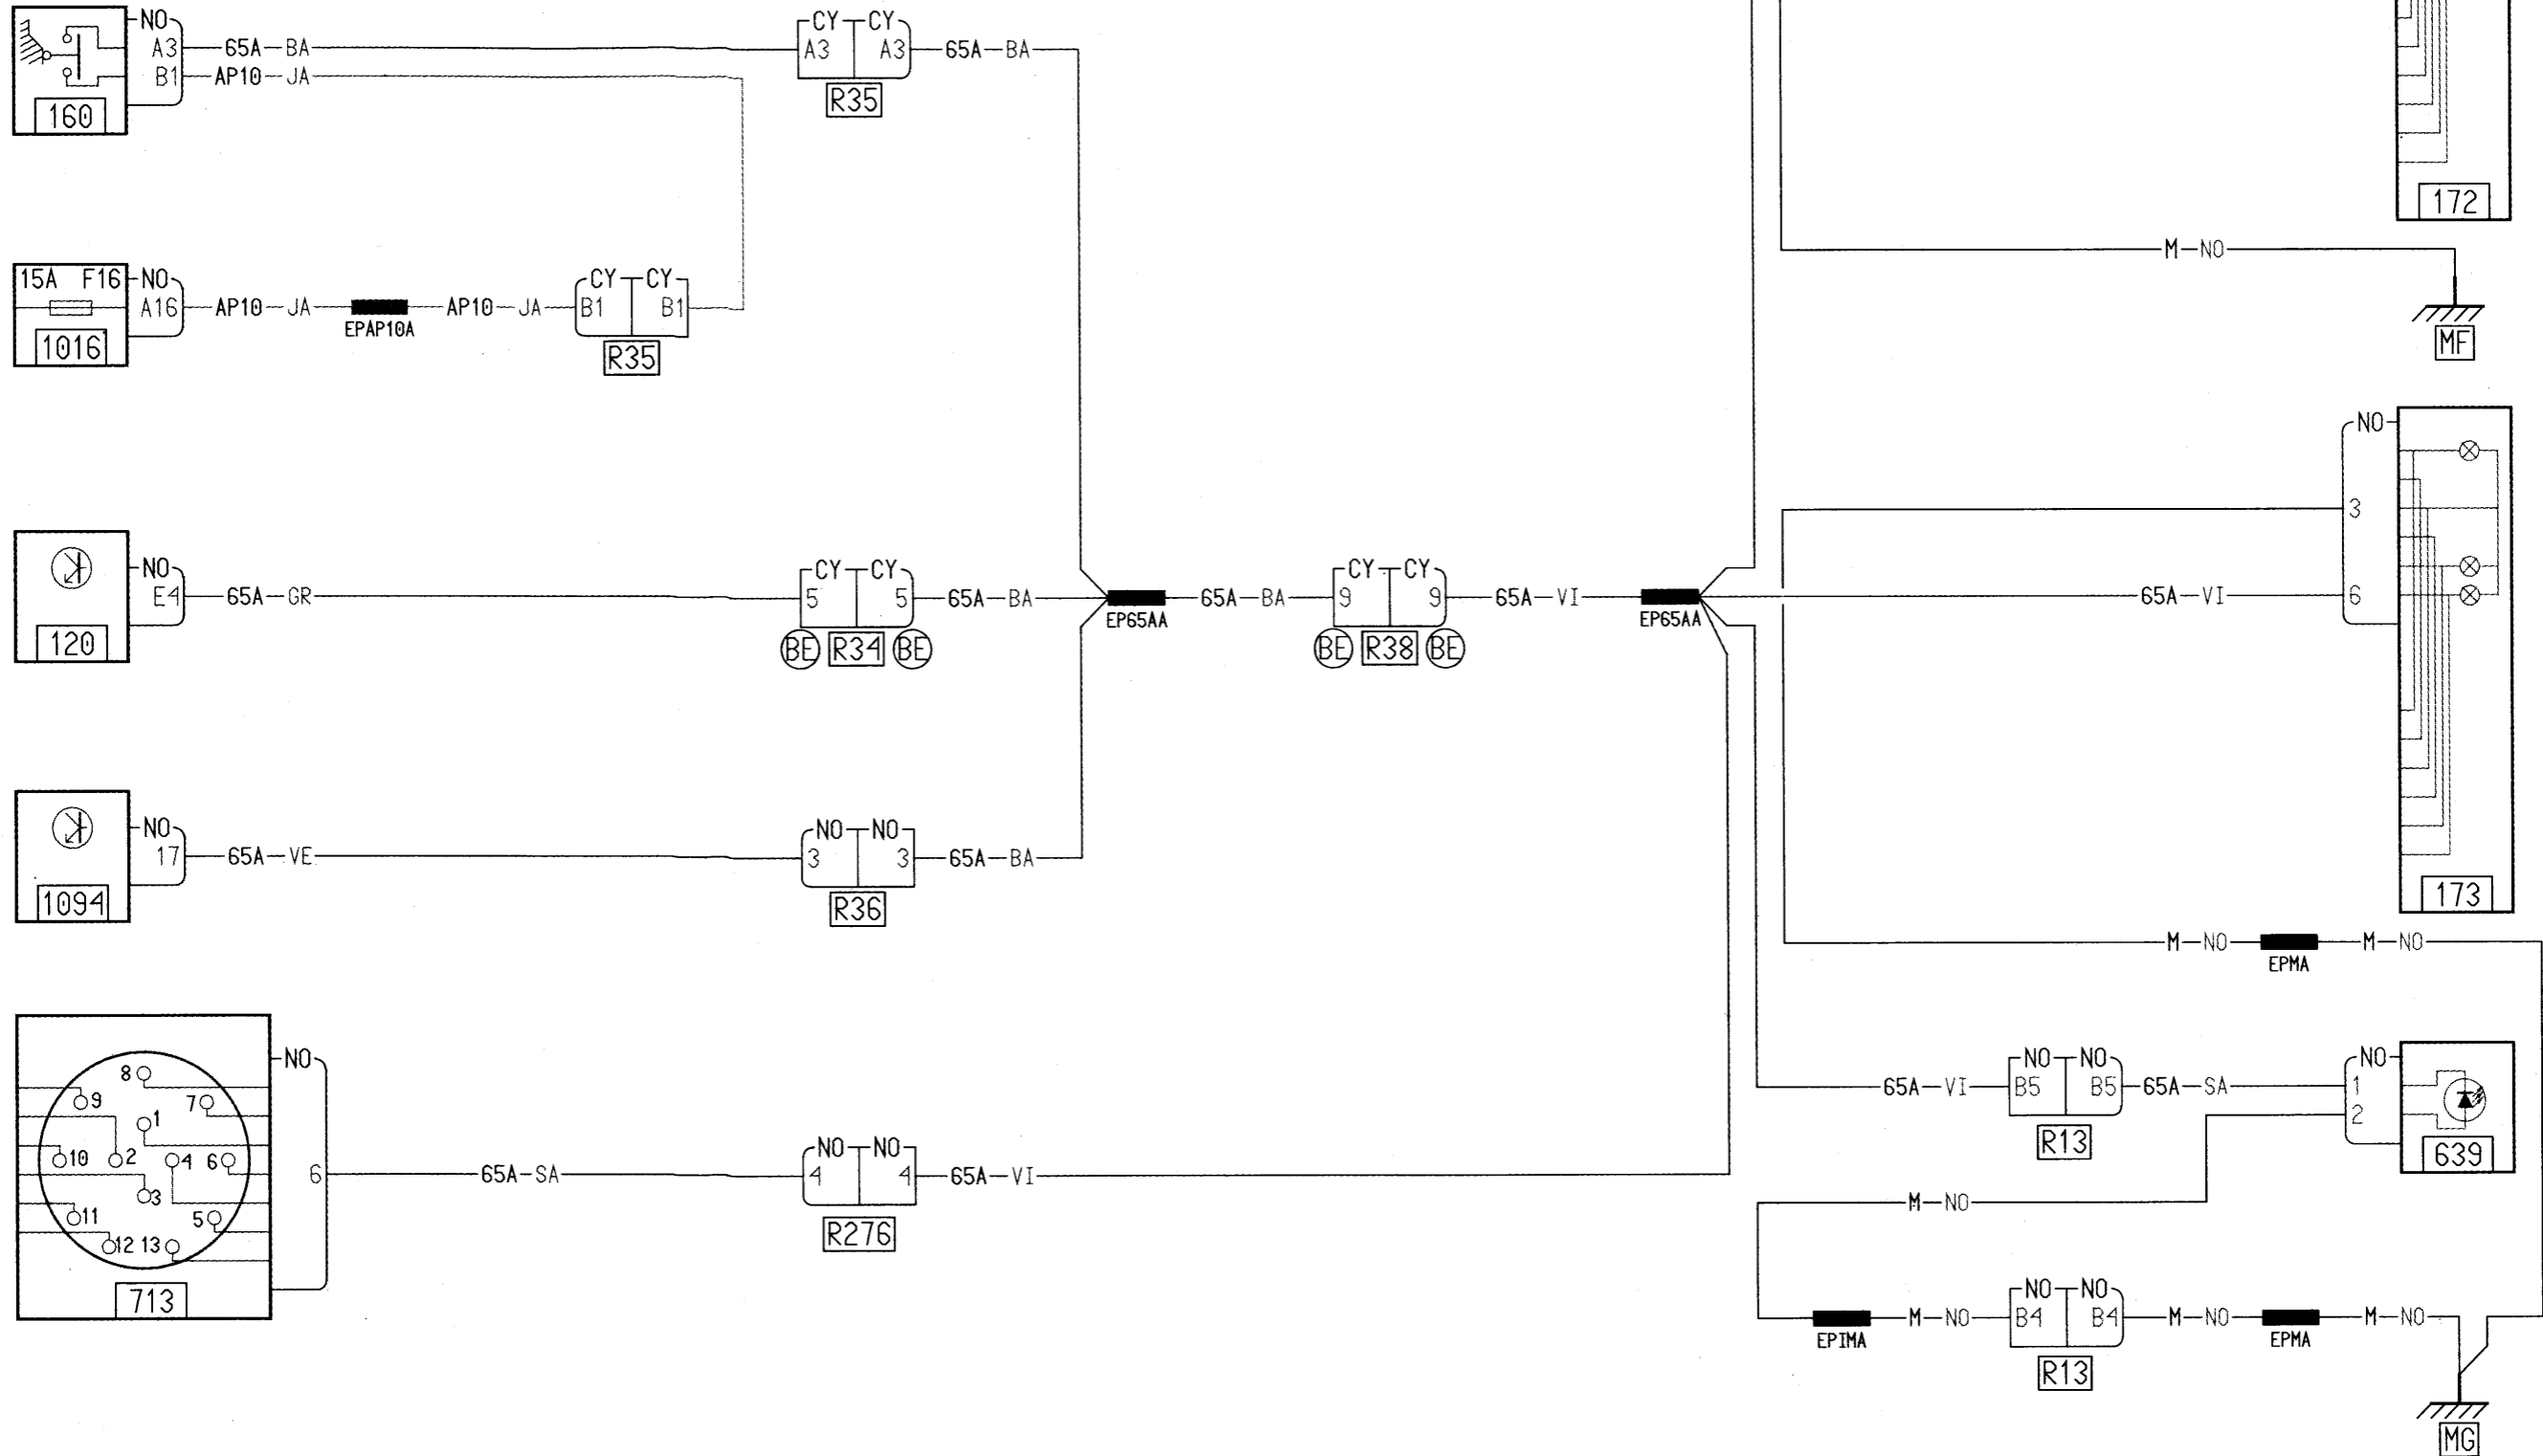 NO CY CY
A3 65A BA A3 A3 65A BA
B1 AP10 JA
160 R35
172
M NO
15A F16 NO CY CY
A16 AP10 JA AP10 JA B1 B1
EPAP10A
1016 R35
MF
NO
3
NO CY CY CY CY
E4 65A GR 5 5 65A BA 65A BA 9 9 65A VI 65A VI 6
EP65AA EP65AA
120 BE R34 BE BE R38 BE
NO NO NO
17 65A VE 3 3 65A BA
1094 R36
173
M NO M NO
EPMA
NO NO NO NO
8
9 7 65A VI B5 B5 65A SA 1
1 2
R13 639
NO NO
10 2 4 6 6 65A SA 4 4 65A VI
3
M NO
11 5
R276
12 13
NO NO
713
M NO B4 B4 M NO M NO
EPIMA EPMA
R13
MG